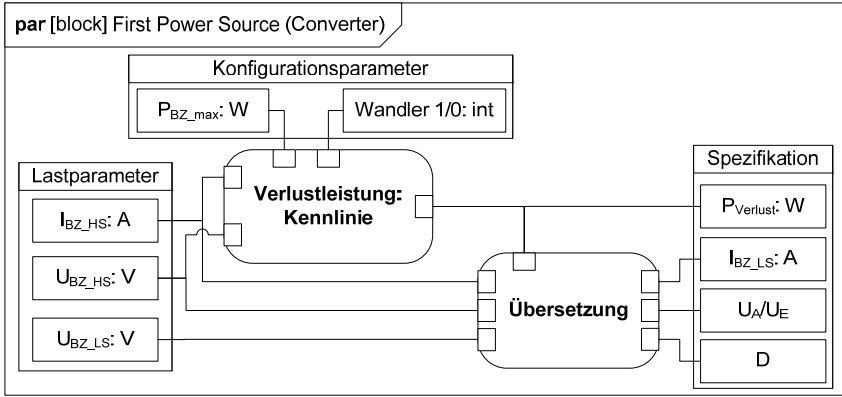 par [block] First Power Source (Converter)
Konfigurationsparameter
P_BZ_max: W
Wandler 1/0: int
Lastparameter
I_BZ_HS: A
U_BZ_HS: V
U_BZ_LS: V
Verlustleistung:
Kennlinie
Übersetzung
Spezifikation
P_Verlust: W
I_BZ_LS: A
U_A/U_E
D